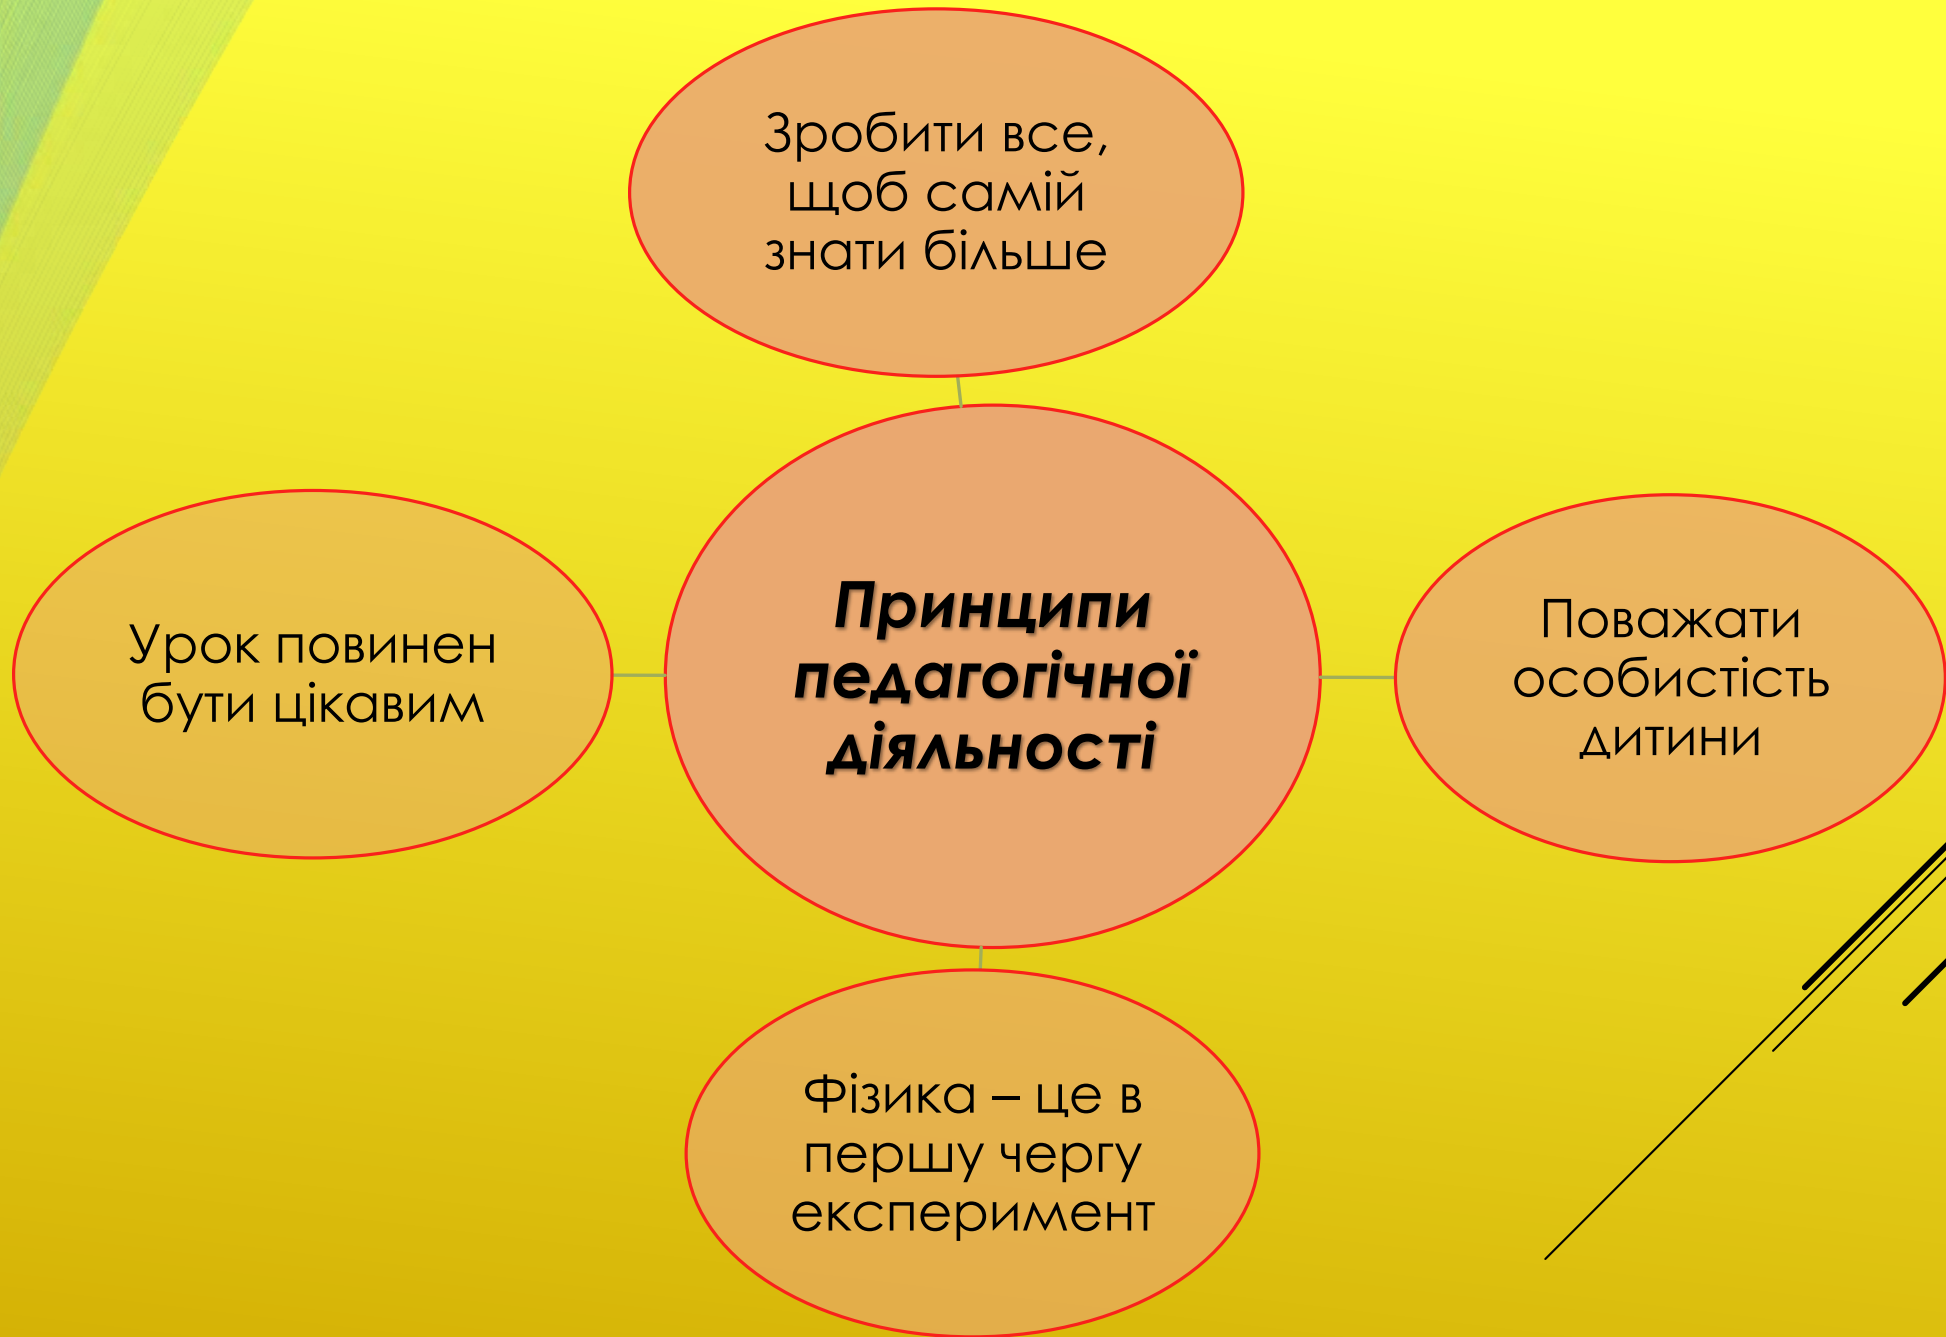 Зробити все,
щоб самій
знати більше
Урок повинен
бути цікавим
Принципи
педагогічної
діяльності
Поважати
особистість
дитини
Фізика – це в
першу чергу
експеримент